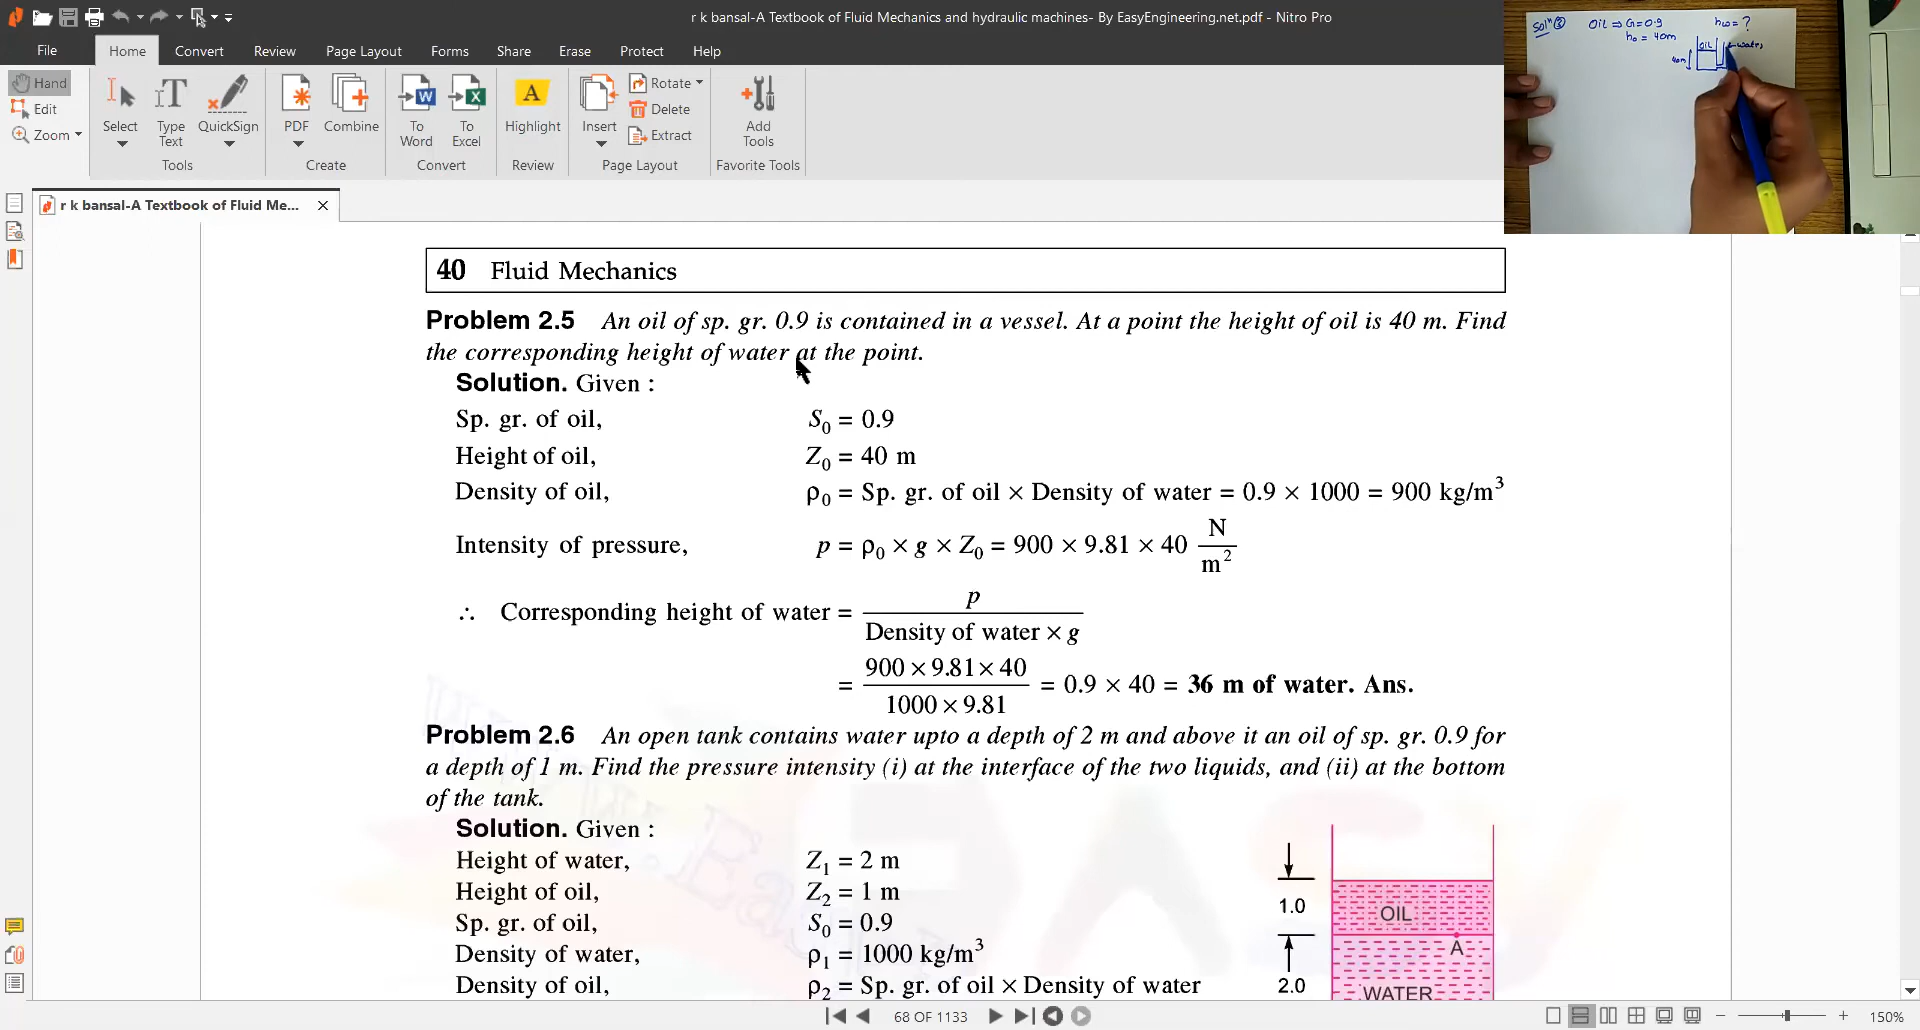 r k bansal-A Textbook of Fluid Mechanics and hydraulic machines- By EasyEngineering.net.pdf - Nitro Pro
File Home Convert Review Page Layout Forms Share Erase Protect Help
Hand
Edit
Zoom
Select
Type Text
QuickSign
Tools
PDF
Combine
Create
To Word
To Excel
Convert
Highlight
Review
Insert
Rotate
Delete
Extract
Page Layout
Add Tools
Favorite Tools
Solⁿ Oil ⇒ G = 0.9 hω = ?
h₀ = 40m
OIL water
40m
r k bansal-A Textbook of Fluid Me...
40 Fluid Mechanics
Problem 2.5 An oil of sp. gr. 0.9 is contained in a vessel. At a point the height of oil is 40 m. Find
the corresponding height of water at the point.
Solution. Given :
Sp. gr. of oil, S₀ = 0.9
Height of oil, Z₀ = 40 m
Density of oil, ρ₀ = Sp. gr. of oil × Density of water = 0.9 × 1000 = 900 kg/m³
Intensity of pressure, p = ρ₀ × g × Z₀ = 900 × 9.81 × 40 N/m²
∴ Corresponding height of water = p / Density of water × g
= 900 × 9.81 × 40 / 1000 × 9.81 = 0.9 × 40 = 36 m of water. Ans.
Problem 2.6 An open tank contains water upto a depth of 2 m and above it an oil of sp. gr. 0.9 for
a depth of 1 m. Find the pressure intensity (i) at the interface of the two liquids, and (ii) at the bottom
of the tank.
Solution. Given :
Height of water, Z₁ = 2 m
Height of oil, Z₂ = 1 m
Sp. gr. of oil, S₀ = 0.9
Density of water, ρ₁ = 1000 kg/m³
Density of oil, ρ₂ = Sp. gr. of oil × Density of water
1.0
OIL
A
2.0
WATER
68 OF 1133
150%